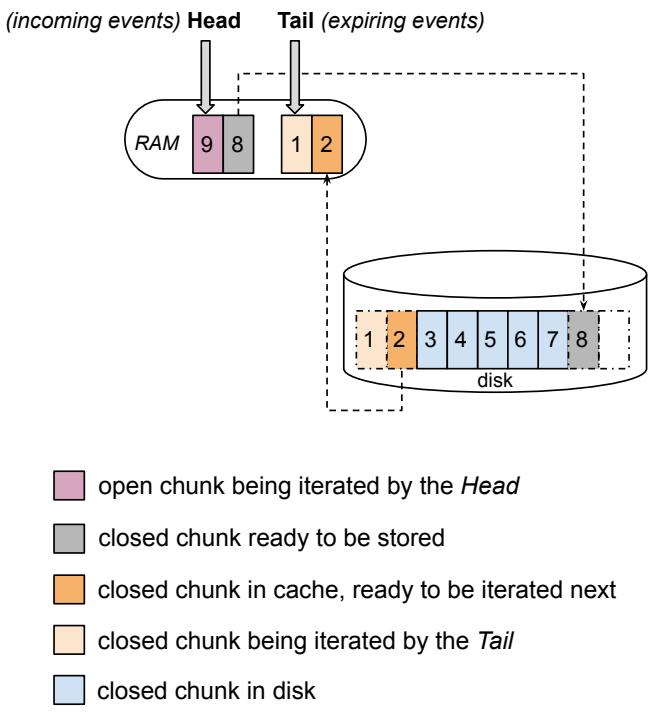 (incoming events) Head Tail (expiring events)
RAM 9 8 1 2
1 2 3 4 5 6 7 8
disk
open chunk being iterated by the Head
closed chunk ready to be stored
closed chunk in cache, ready to be iterated next
closed chunk being iterated by the Tail
closed chunk in disk